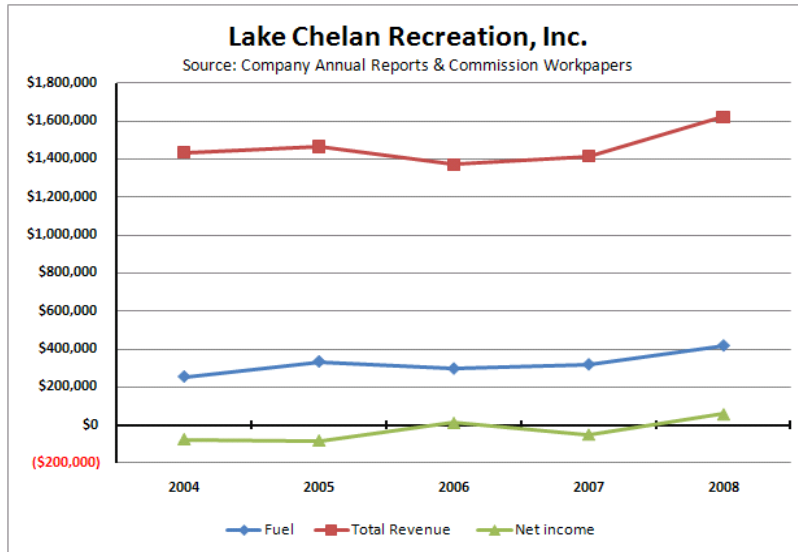 Lake Chelan Recreation, Inc.
Source: Company Annual Reports & Commission Workpapers
$1,800,000
$1,600,000
$1,400,000
$1,200,000
$1,000,000
$800,000
$600,000
$400,000
$200,000
$0
($200,000)
2004 2005 2006 2007 2008
Fuel Total Revenue Net income